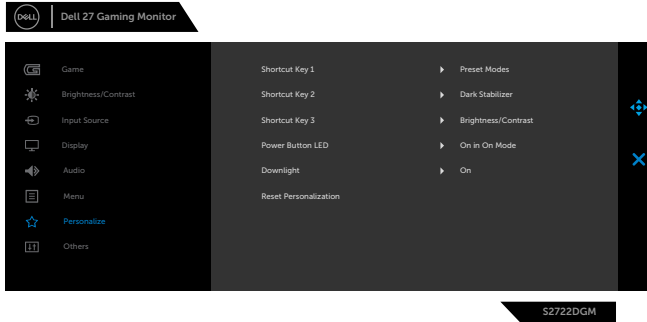 DELL Dell 27 Gaming Monitor
Game Shortcut Key 1 Preset Modes
Brightness/Contrast Shortcut Key 2 Dark Stabilizer
Input Source Shortcut Key 3 Brightness/Contrast
Display Power Button LED On in On Mode
Audio Downlight On
Menu Reset Personalization
Personalize
Others
S2722DGM